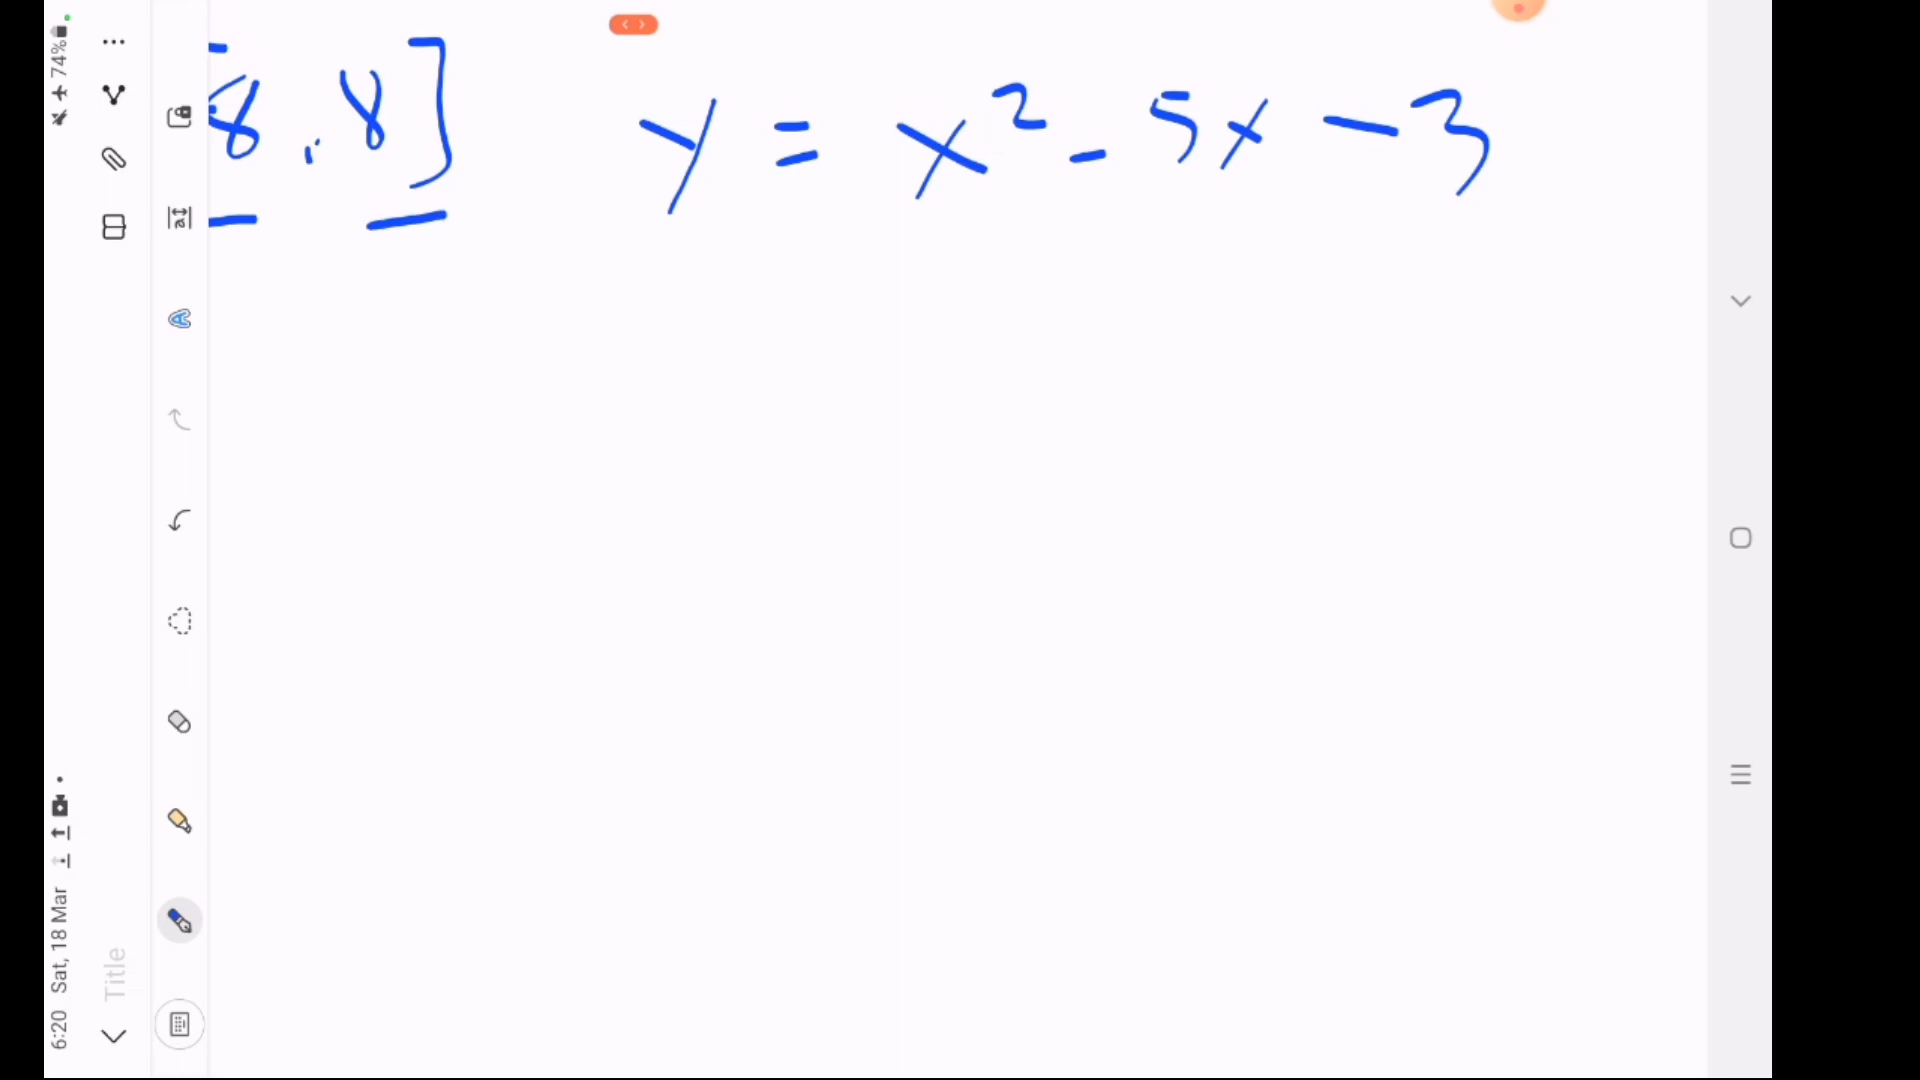 8, 8] y = x² - 5x - 3
74%
Title
6:20 Sat, 18 Mar